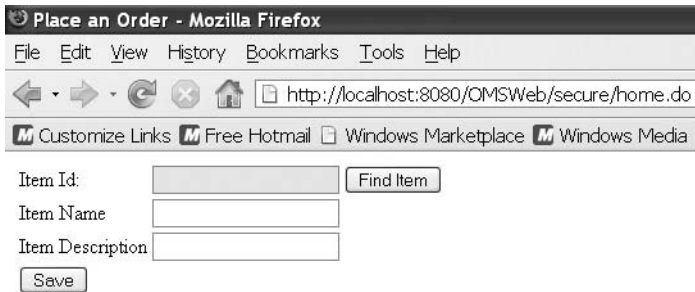 Place an Order - Mozilla Firefox
File Edit View History Bookmarks Tools Help
http://localhost:8080/OMSWeb/secure/home.do
Customize Links Free Hotmail Windows Marketplace Windows Media
Item Id: Find Item
Item Name
Item Description
Save